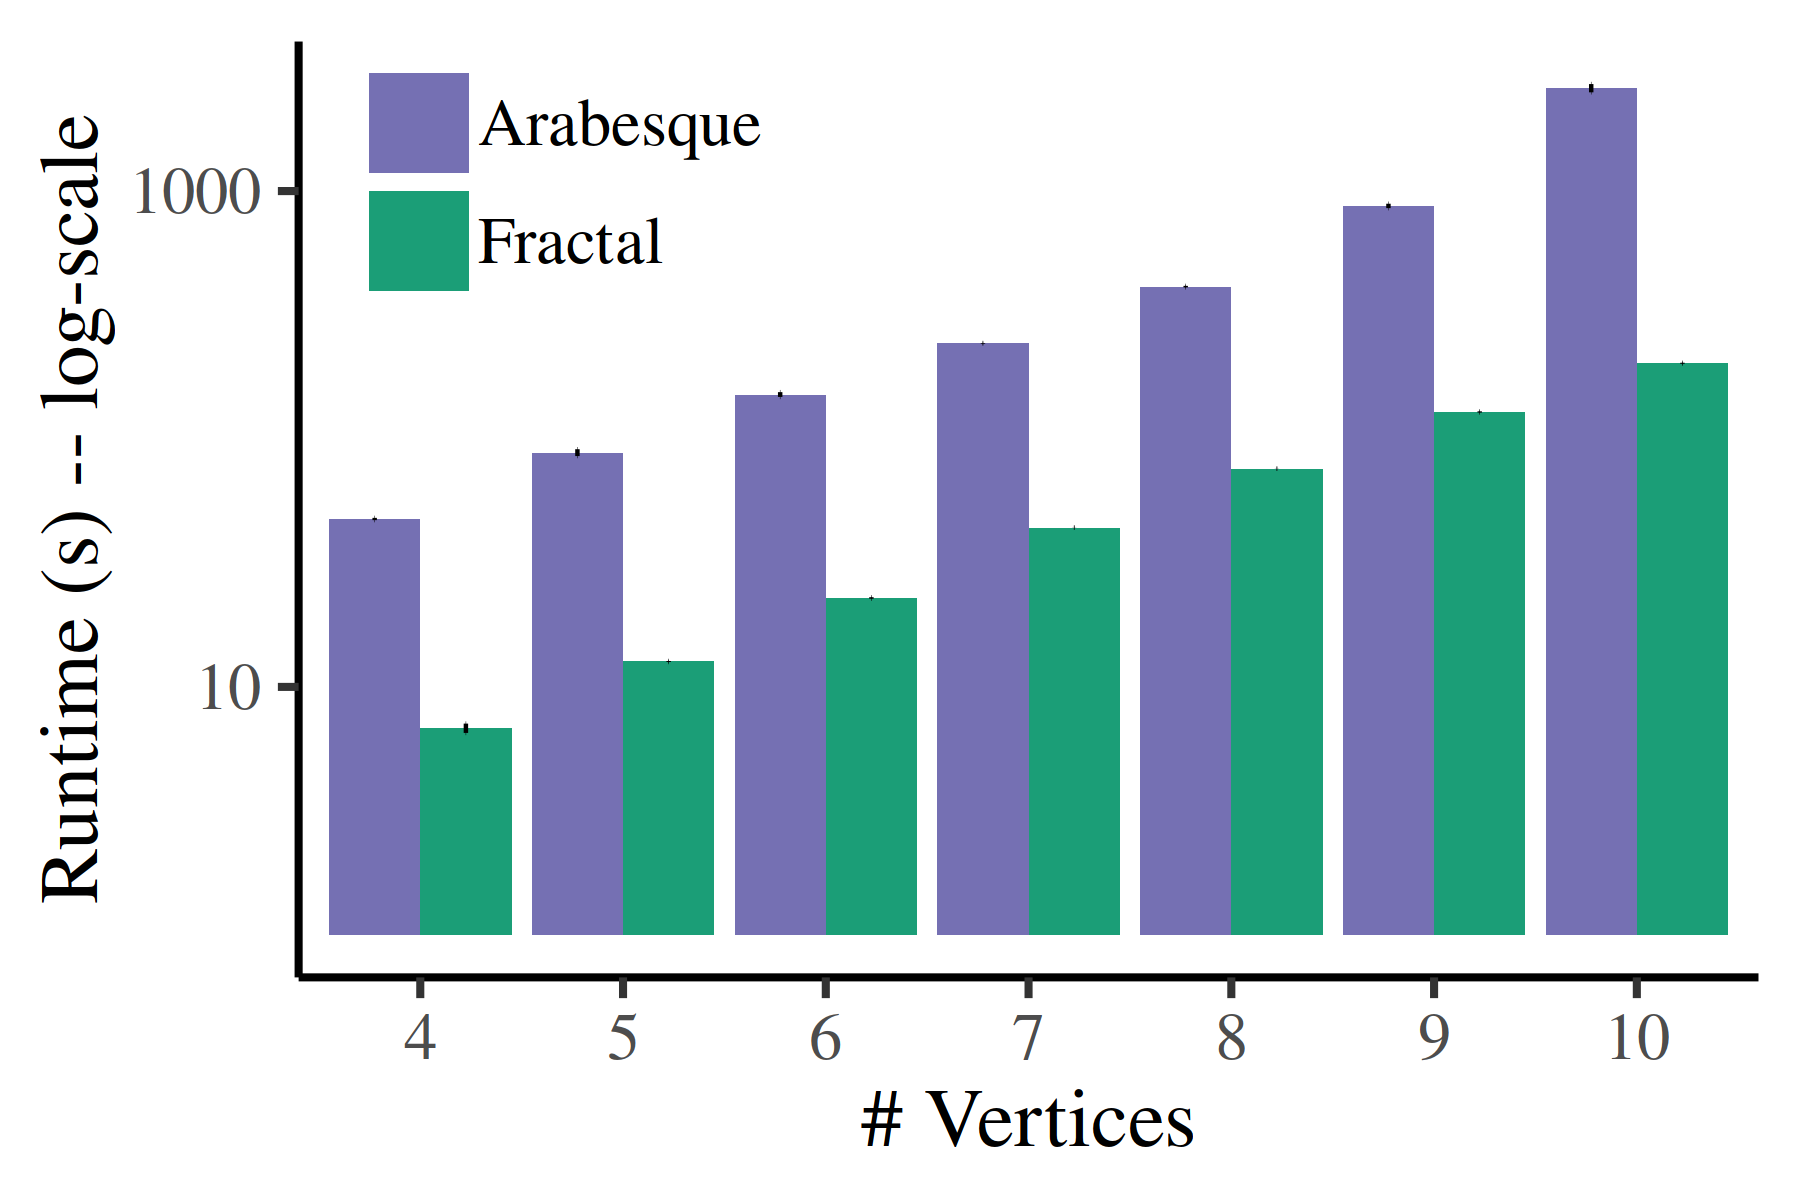 Runtime (s) -- log-scale
Arabesque
Fractal
1000
10
4 5 6 7 8 9 10
# Vertices